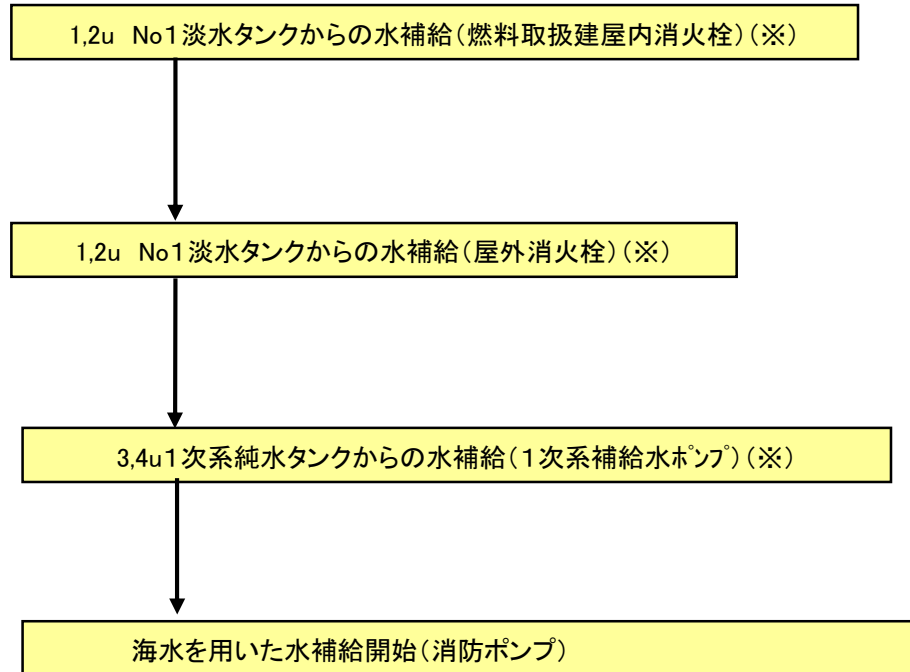 1,2u No1淡水タンクからの水補給(燃料取扱建屋内消火栓)(※)
1,2u No1淡水タンクからの水補給(屋外消火栓)(※)
3,4u1次系純水タンクからの水補給(1次系補給水ﾎﾟﾝﾌﾟ)(※)
海水を用いた水補給開始(消防ポンプ)